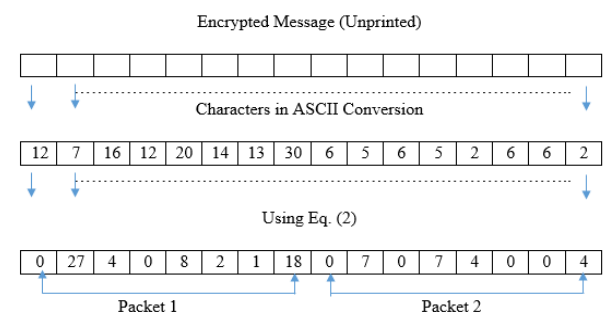 Encrypted Message (Unprinted)
Characters in ASCII Conversion
12 7 16 12 20 14 13 30 6 5 6 5 2 6 6 2
Using Eq. (2)
0 27 4 0 8 2 1 18 0 7 0 7 4 0 0 4
Packet 1 Packet 2